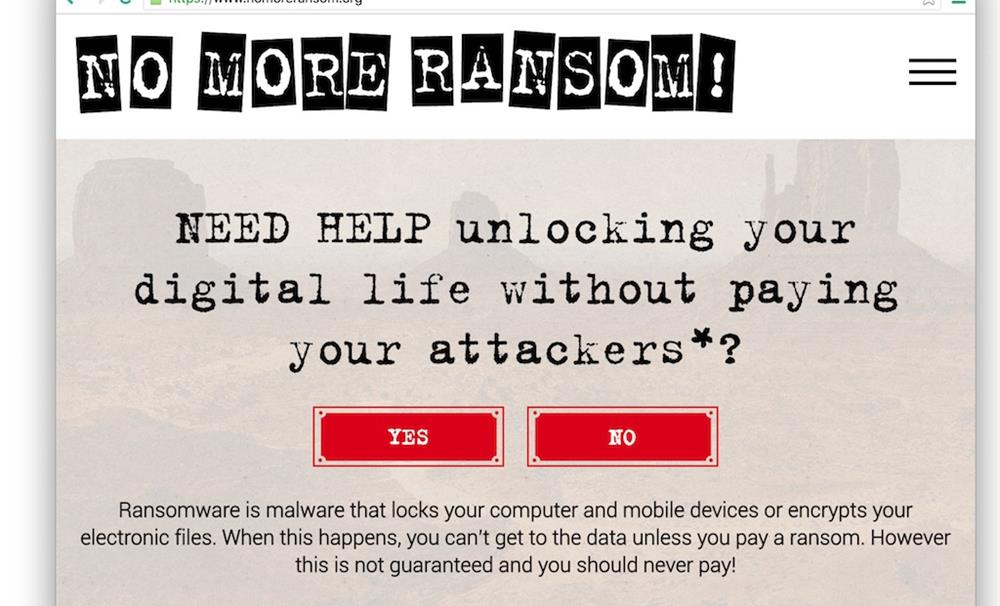 https://www.nomoreransom.org
NO MORE RANSOM!
NEED HELP unlocking your
digital life without paying
your attackers*?
YES
NO
Ransomware is malware that locks your computer and mobile devices or encrypts your
electronic files. When this happens, you can't get to the data unless you pay a ransom. However
this is not guaranteed and you should never pay!